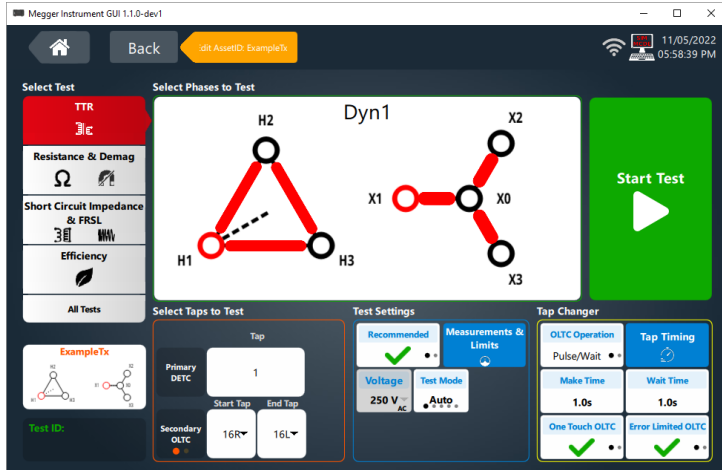 Megger Instrument GUI 1.1.0-dev1
Back
:dit AssetID: ExampleTx
11/05/2022
05:58:39 PM
Select Test
Select Phases to Test
TTR
Resistance & Demag
Ω
Short Circuit Impedance
& FRSL
Efficiency
All Tests
Dyn1
H2
H1
H3
X2
X1
X0
X3
Start Test
ExampleTx
H2
H1
H3
X2
X3
Test ID:
Select Taps to Test
Tap
Primary
DETC
1
Start Tap
End Tap
Secondary
OLTC
16R
16L
Test Settings
Recommended
Measurements &
Limits
Voltage
250 V
AC
Test Mode
Auto
Tap Changer
OLTC Operation
Pulse/Wait
Tap Timing
Make Time
1.0s
Wait Time
1.0s
One Touch OLTC
Error Limited OLTC